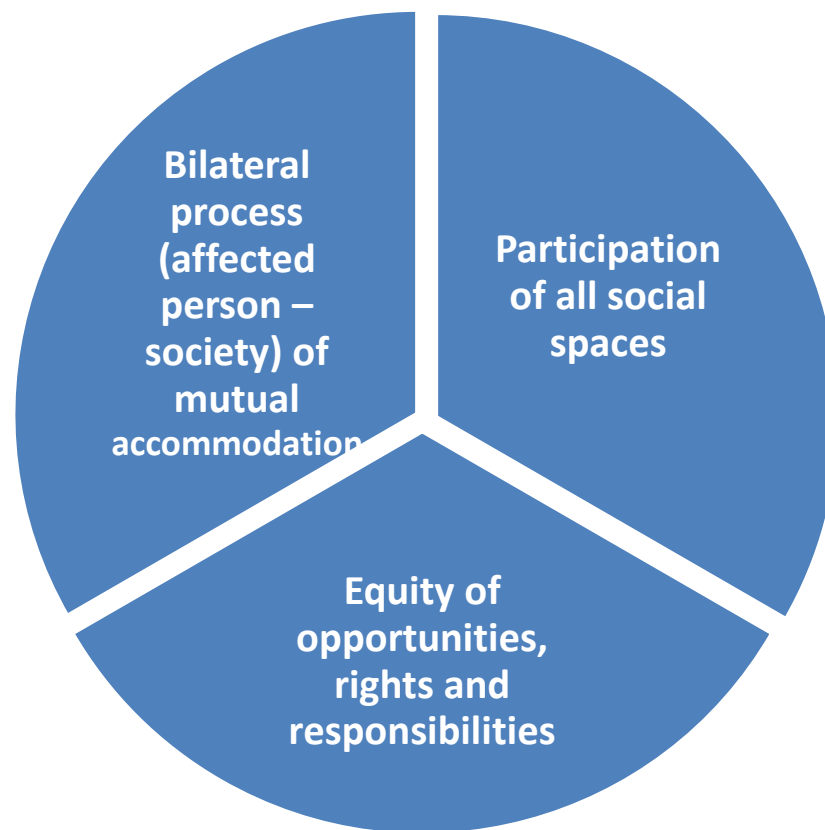 Bilateral
process
(affected
person –
society) of
mutual
accommodation
Participation
of all social
spaces
Equity of
opportunities,
rights and
responsibilities